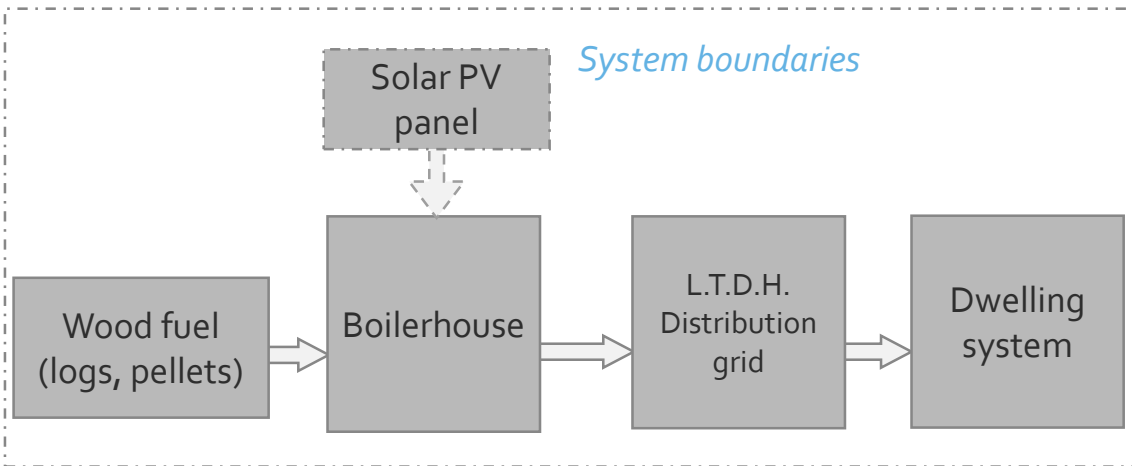 System boundaries
Solar PV
panel
Wood fuel
(logs, pellets)
Boilerhouse
L.T.D.H.
Distribution
grid
Dwelling
system